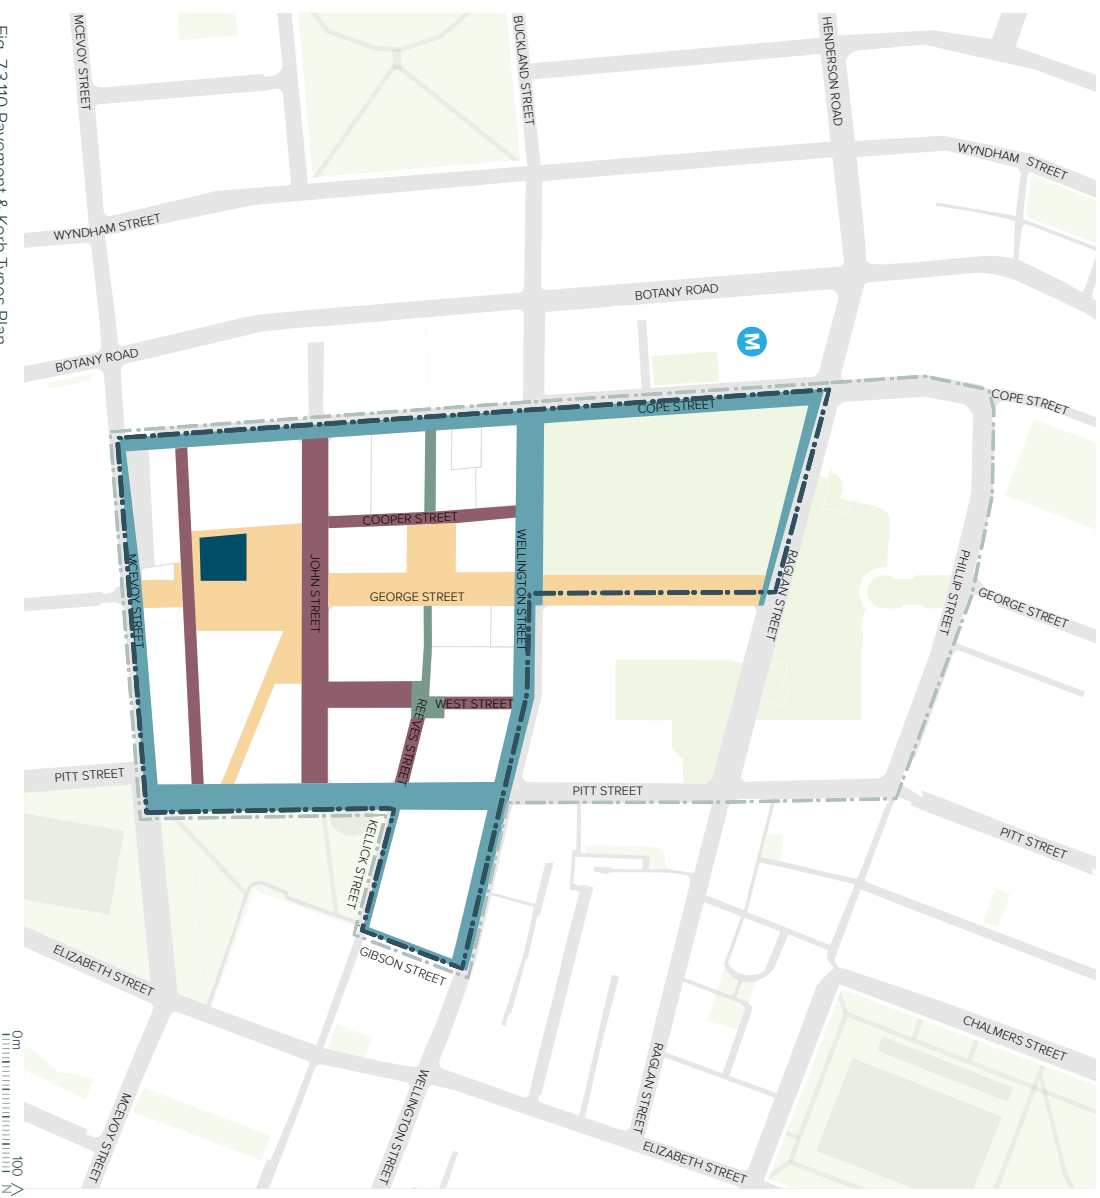 MCEVOY STREET
BUCKLAND STREET
HENDERSON ROAD
WYNDHAM STREET
WYNDHAM STREET
BOTANY ROAD
M
BOTANY ROAD
COPE STREET
COPE STREET
COOPER STREET
MCEVOY STREET
JOHN STREET
WELLINGTON STREET
RAGLAN STREET
PHILLIP STREET
GEORGE STREET
GEORGE STREET
WEST STREET
REEVES STREET
PITT STREET
PITT STREET
PITT STREET
KELLICK STREET
GIBSON STREET
ELIZABETH STREET
CHALMERS STREET
MCEVOY STREET
WELLINGTON STREET
RAGLAN STREET
ELIZABETH STREET
0m
100
N